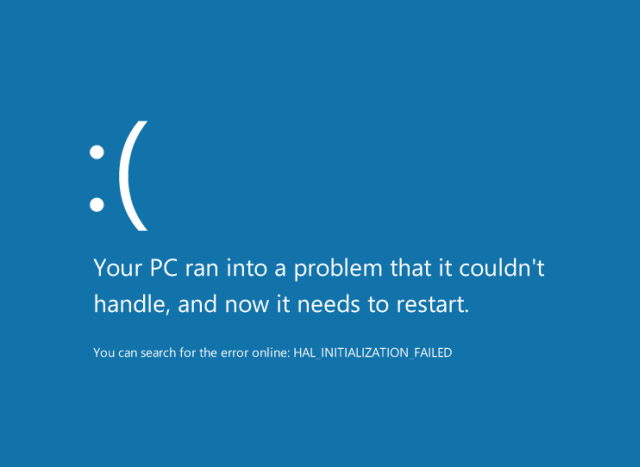 :(
Your PC ran into a problem that it couldn't
handle, and now it needs to restart.
You can search for the error online: HAL_INITIALIZATION_FAILED